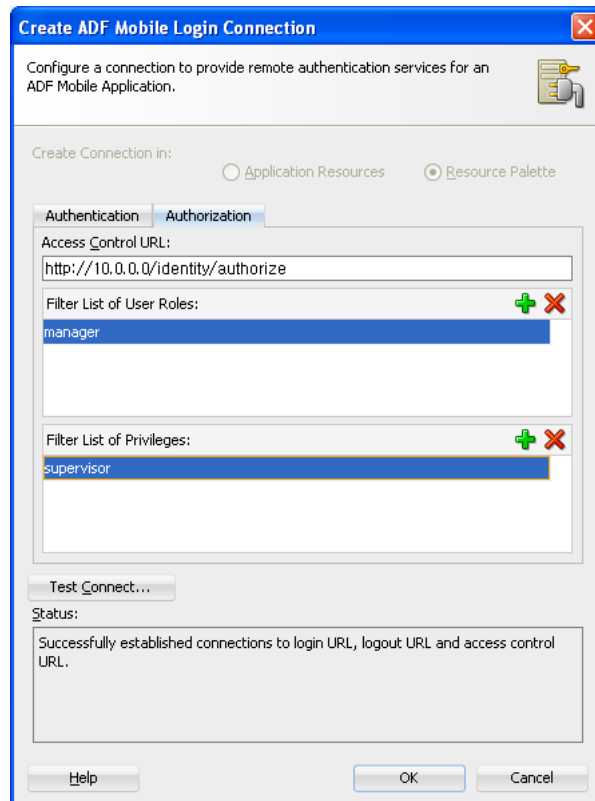 Create ADF Mobile Login Connection
Configure a connection to provide remote authentication services for an
ADF Mobile Application.
Create Connection in:
Application Resources
Resource Palette
Authentication
Authorization
Access Control URL:
http://10.0.0.0/identity/authorize
Filter List of User Roles:
manager
Filter List of Privileges:
supervisor
Test Connect...
Status:
Successfully established connections to login URL, logout URL and access control
URL.
Help
OK
Cancel